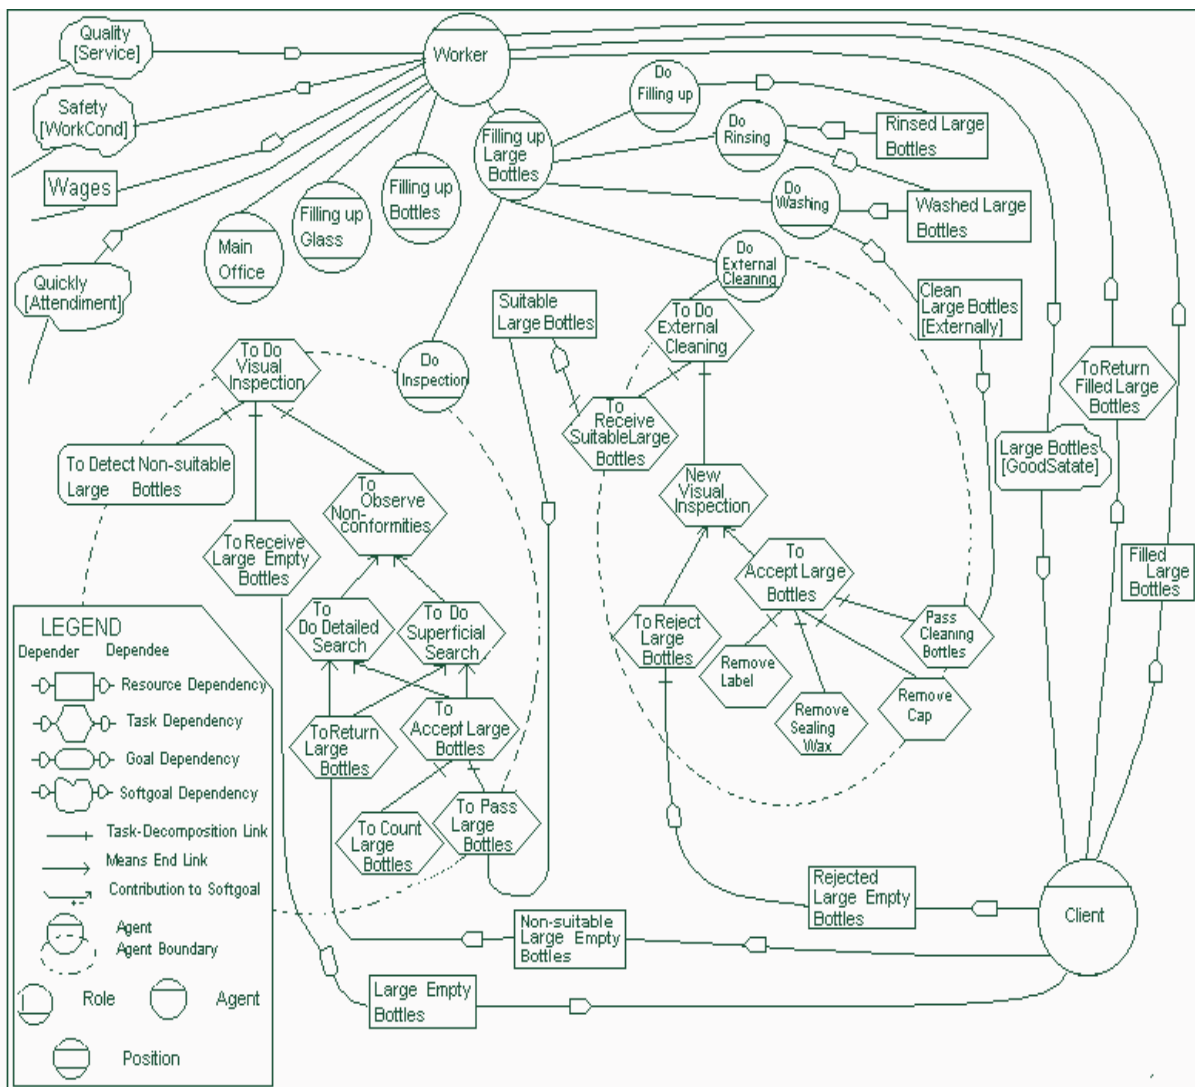 Quality
[Service]
Worker
Do
Filling up
Safety
[WorkCond]
Filling up
Large
Bottles
Do
Rinsing
Rinsed Large
Bottles
Wages
Filling up
Bottles
Do
Washing
Washed Large
Bottles
Filling up
Glass
Main
Office
Do
External
Cleaning
Quickly
[Attendiment]
Suitable
Large Bottles
To Do
External
Cleaning
Clean
Large Bottles
[Externally]
To Do
Visual
Inspection
Do
Inspection
To Return
Filled Large
Bottles
To
Receive
SuitableLarge
Bottles
Large Bottles
[GoodSatate]
To Detect Non-suitable
Large Bottles
To
Observe
Non-
conformities
New
Visual
Inspection
To Receive
Large Empty
Bottles
To
Accept Large
Bottles
Filled
Large
Bottles
To
Do Detailed
Search
To Do
Superficial
Search
To Reject
Large
Bottles
Pass
Cleaning
Bottles
Remove
Label
Remove
Sealing
Wax
Remove
Cap
To Return
Large
Bottles
To
Accept Large
Bottles
To Count
Large
Bottles
To Pass
Large
Bottles
Rejected
Large Empty
Bottles
Client
Non-suitable
Large Empty
Bottles
Large Empty
Bottles
LEGEND
Depender Dependee
Resource Dependency
Task Dependency
Goal Dependency
Softgoal Dependency
Task-Decomposition Link
Means End Link
Contribution to Softgoal
+ -
Agent
Agent Boundary
Role
Agent
Position